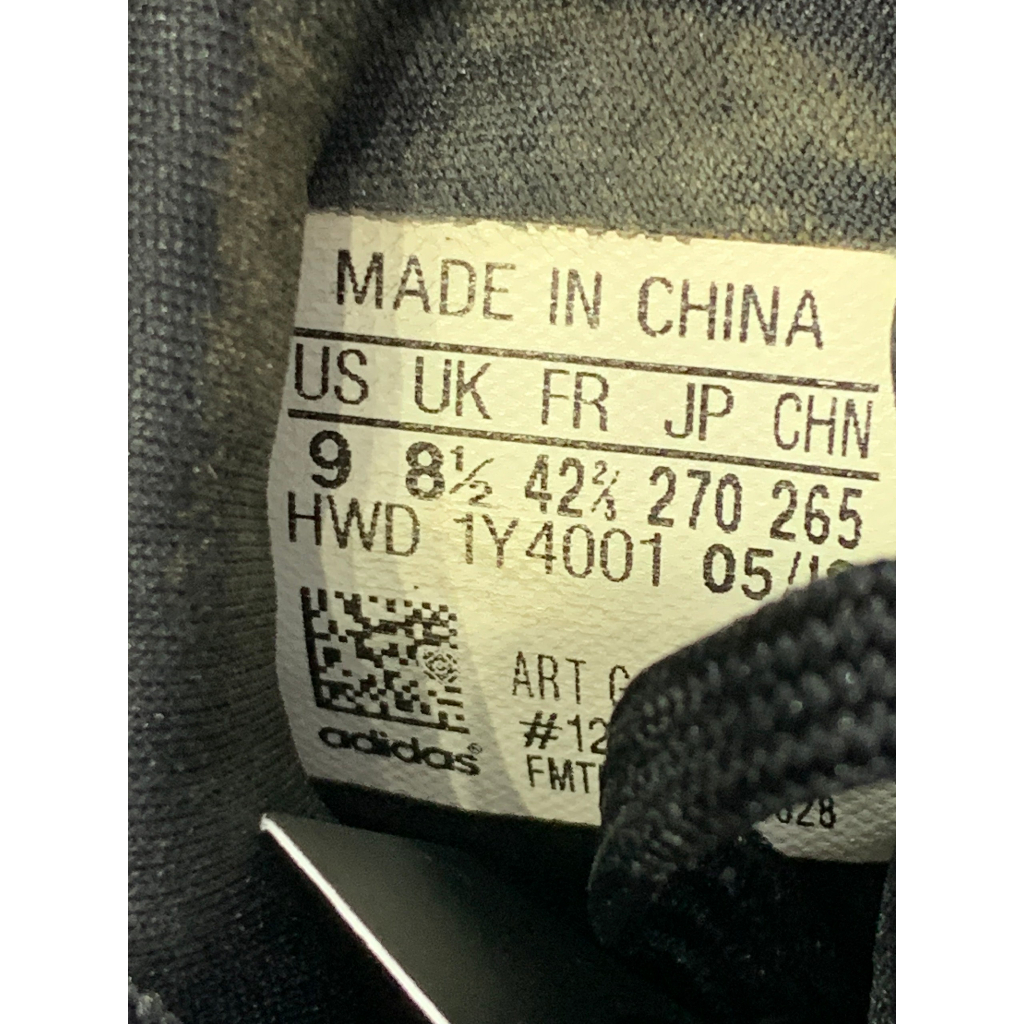 MADE IN CHINA
US UK FR JP CHN
9 8½ 42⅔ 270 265
HWD 1Y4001 05/
ART G
#12
FMT
adidas®